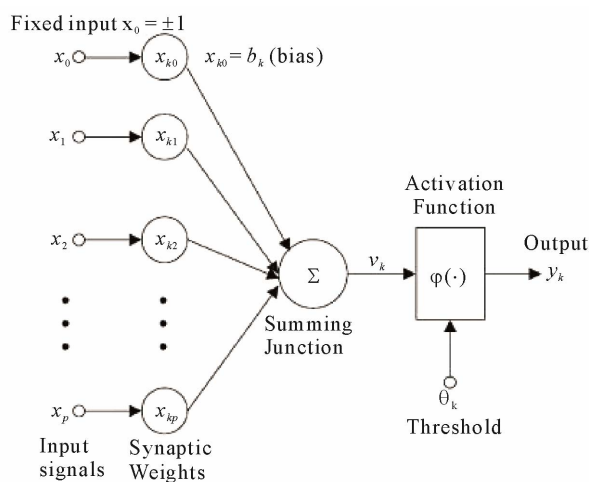 Fixed input x₀ = ±1
x₀ xₖ₀ xₖ₀ = bₖ (bias)
x₁ xₖ₁
Activation
Function
x₂ xₖ₂
Output
Σ vₖ φ(·) yₖ
Summing
Junction
θₖ
xₚ xₖₚ
Threshold
Input
signals
Synaptic
Weights